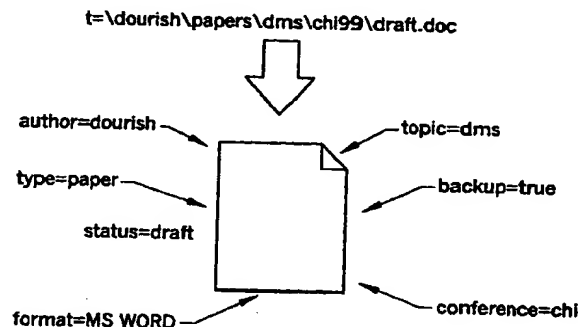 t=\dourish\papers\dms\chi99\draft.doc
author=dourish
topic=dms
type=paper
backup=true
status=draft
conference=chi
format=MS WORD